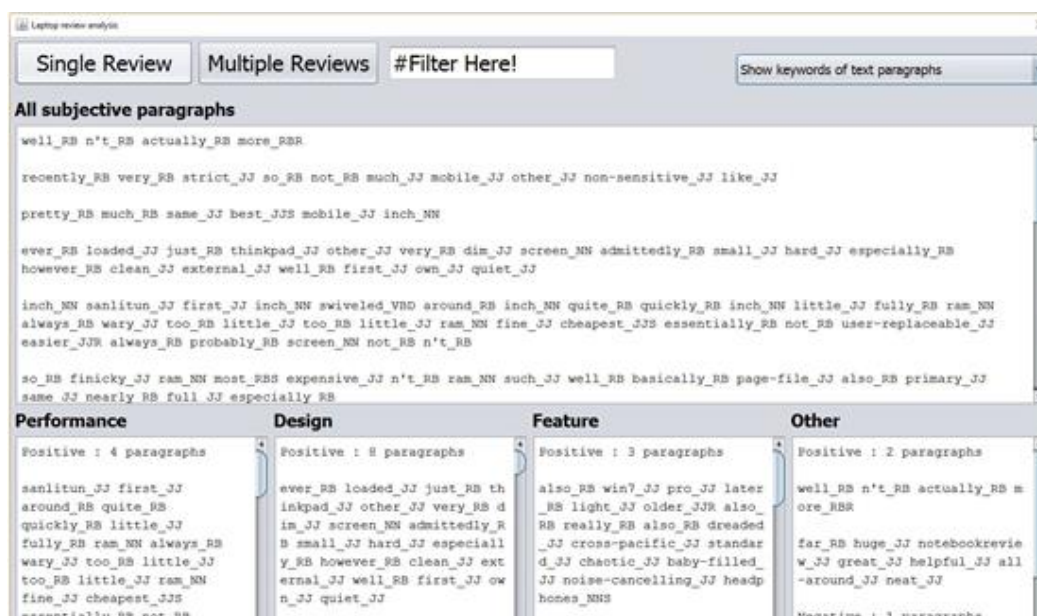 Laptop review analysis
Single Review Multiple Reviews #Filter Here! Show keywords of text paragraphs
All subjective paragraphs
well_RB n't_RB actually_RB more_RBR
recently_RB very_RB strict_JJ so_RB not_RB much_JJ mobile_JJ other_JJ non-sensitive_JJ like_JJ
pretty_RB much_RB same_JJ best_JJS mobile_JJ inch_NN
ever_RB loaded_JJ just_RB thinkpad_JJ other_JJ very_RB dim_JJ screen_NN admittedly_RB small_JJ hard_JJ especially_RB
however_RB clean_JJ external_JJ well_RB first_JJ own_JJ quiet_JJ
inch_NN sanlitun_JJ first_JJ inch_NN swiveled_VBD around_RB inch_NN quite_RB quickly_RB inch_NN little_JJ fully_RB ram_NN
always_RB wary_JJ too_RB little_JJ too_RB little_JJ ram_NN fine_JJ cheapest_JJS essentially_RB not_RB user-replaceable_JJ
easier_JJR always_RB probably_RB screen_NN not_RB n't_RB
so_RB finicky_JJ ram_NN most_RBS expensive_JJ n't_RB ram_NN such_JJ well_RB basically_RB page-file_JJ also_RB primary_JJ
same_JJ nearly_RB full_JJ especially_RB
Performance
Positive : 4 paragraphs
sanlitun_JJ first_JJ
around_RB quite_RB
quickly_RB little_JJ
fully_RB ram_NN always_RB
wary_JJ too_RB little_JJ
too_RB little_JJ ram_NN
fine_JJ cheapest_JJS
essentially_RB not_RB
Design
Positive : 8 paragraphs
ever_RB loaded_JJ just_RB th
inkpad_JJ other_JJ very_RB d
im_JJ screen_NN admittedly_R
B small_JJ hard_JJ especiall
y_RB however_RB clean_JJ ext
ernal_JJ well_RB first_JJ ow
n_JJ quiet_JJ
Feature
Positive : 3 paragraphs
also_RB win7_JJ pro_JJ later
_RB light_JJ older_JJR also_
RB really_RB also_RB dreaded
_JJ cross-pacific_JJ standar
d_JJ chaotic_JJ baby-filled_
JJ noise-cancelling_JJ headp
hones_NNS
Other
Positive : 2 paragraphs
well_RB n't_RB actually_RB m
ore_RBR
far_RB huge_JJ notebookrevie
w_JJ great_JJ helpful_JJ all
-around_JJ neat_JJ